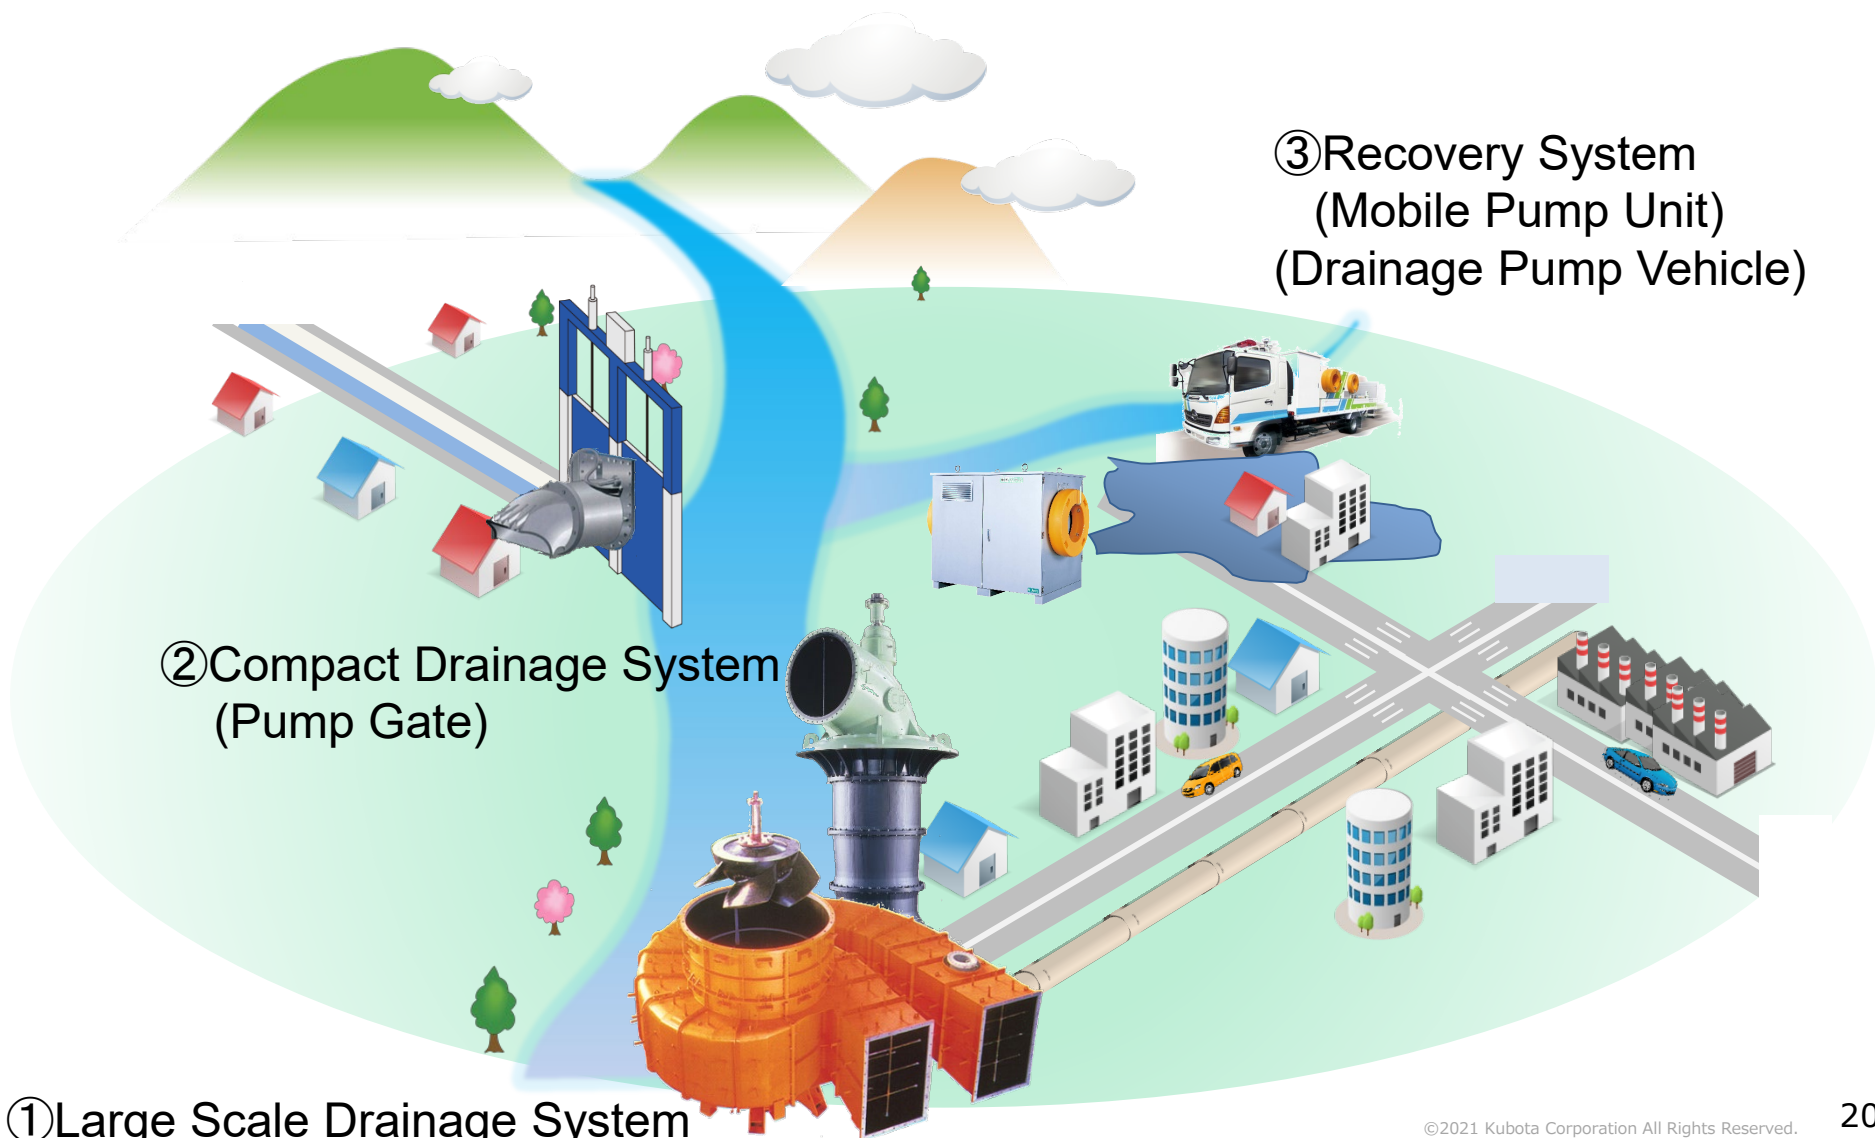 ③Recovery System
(Mobile Pump Unit)
(Drainage Pump Vehicle)
②Compact Drainage System
(Pump Gate)
①Large Scale Drainage System
©2021 Kubota Corporation All Rights Reserved.
20